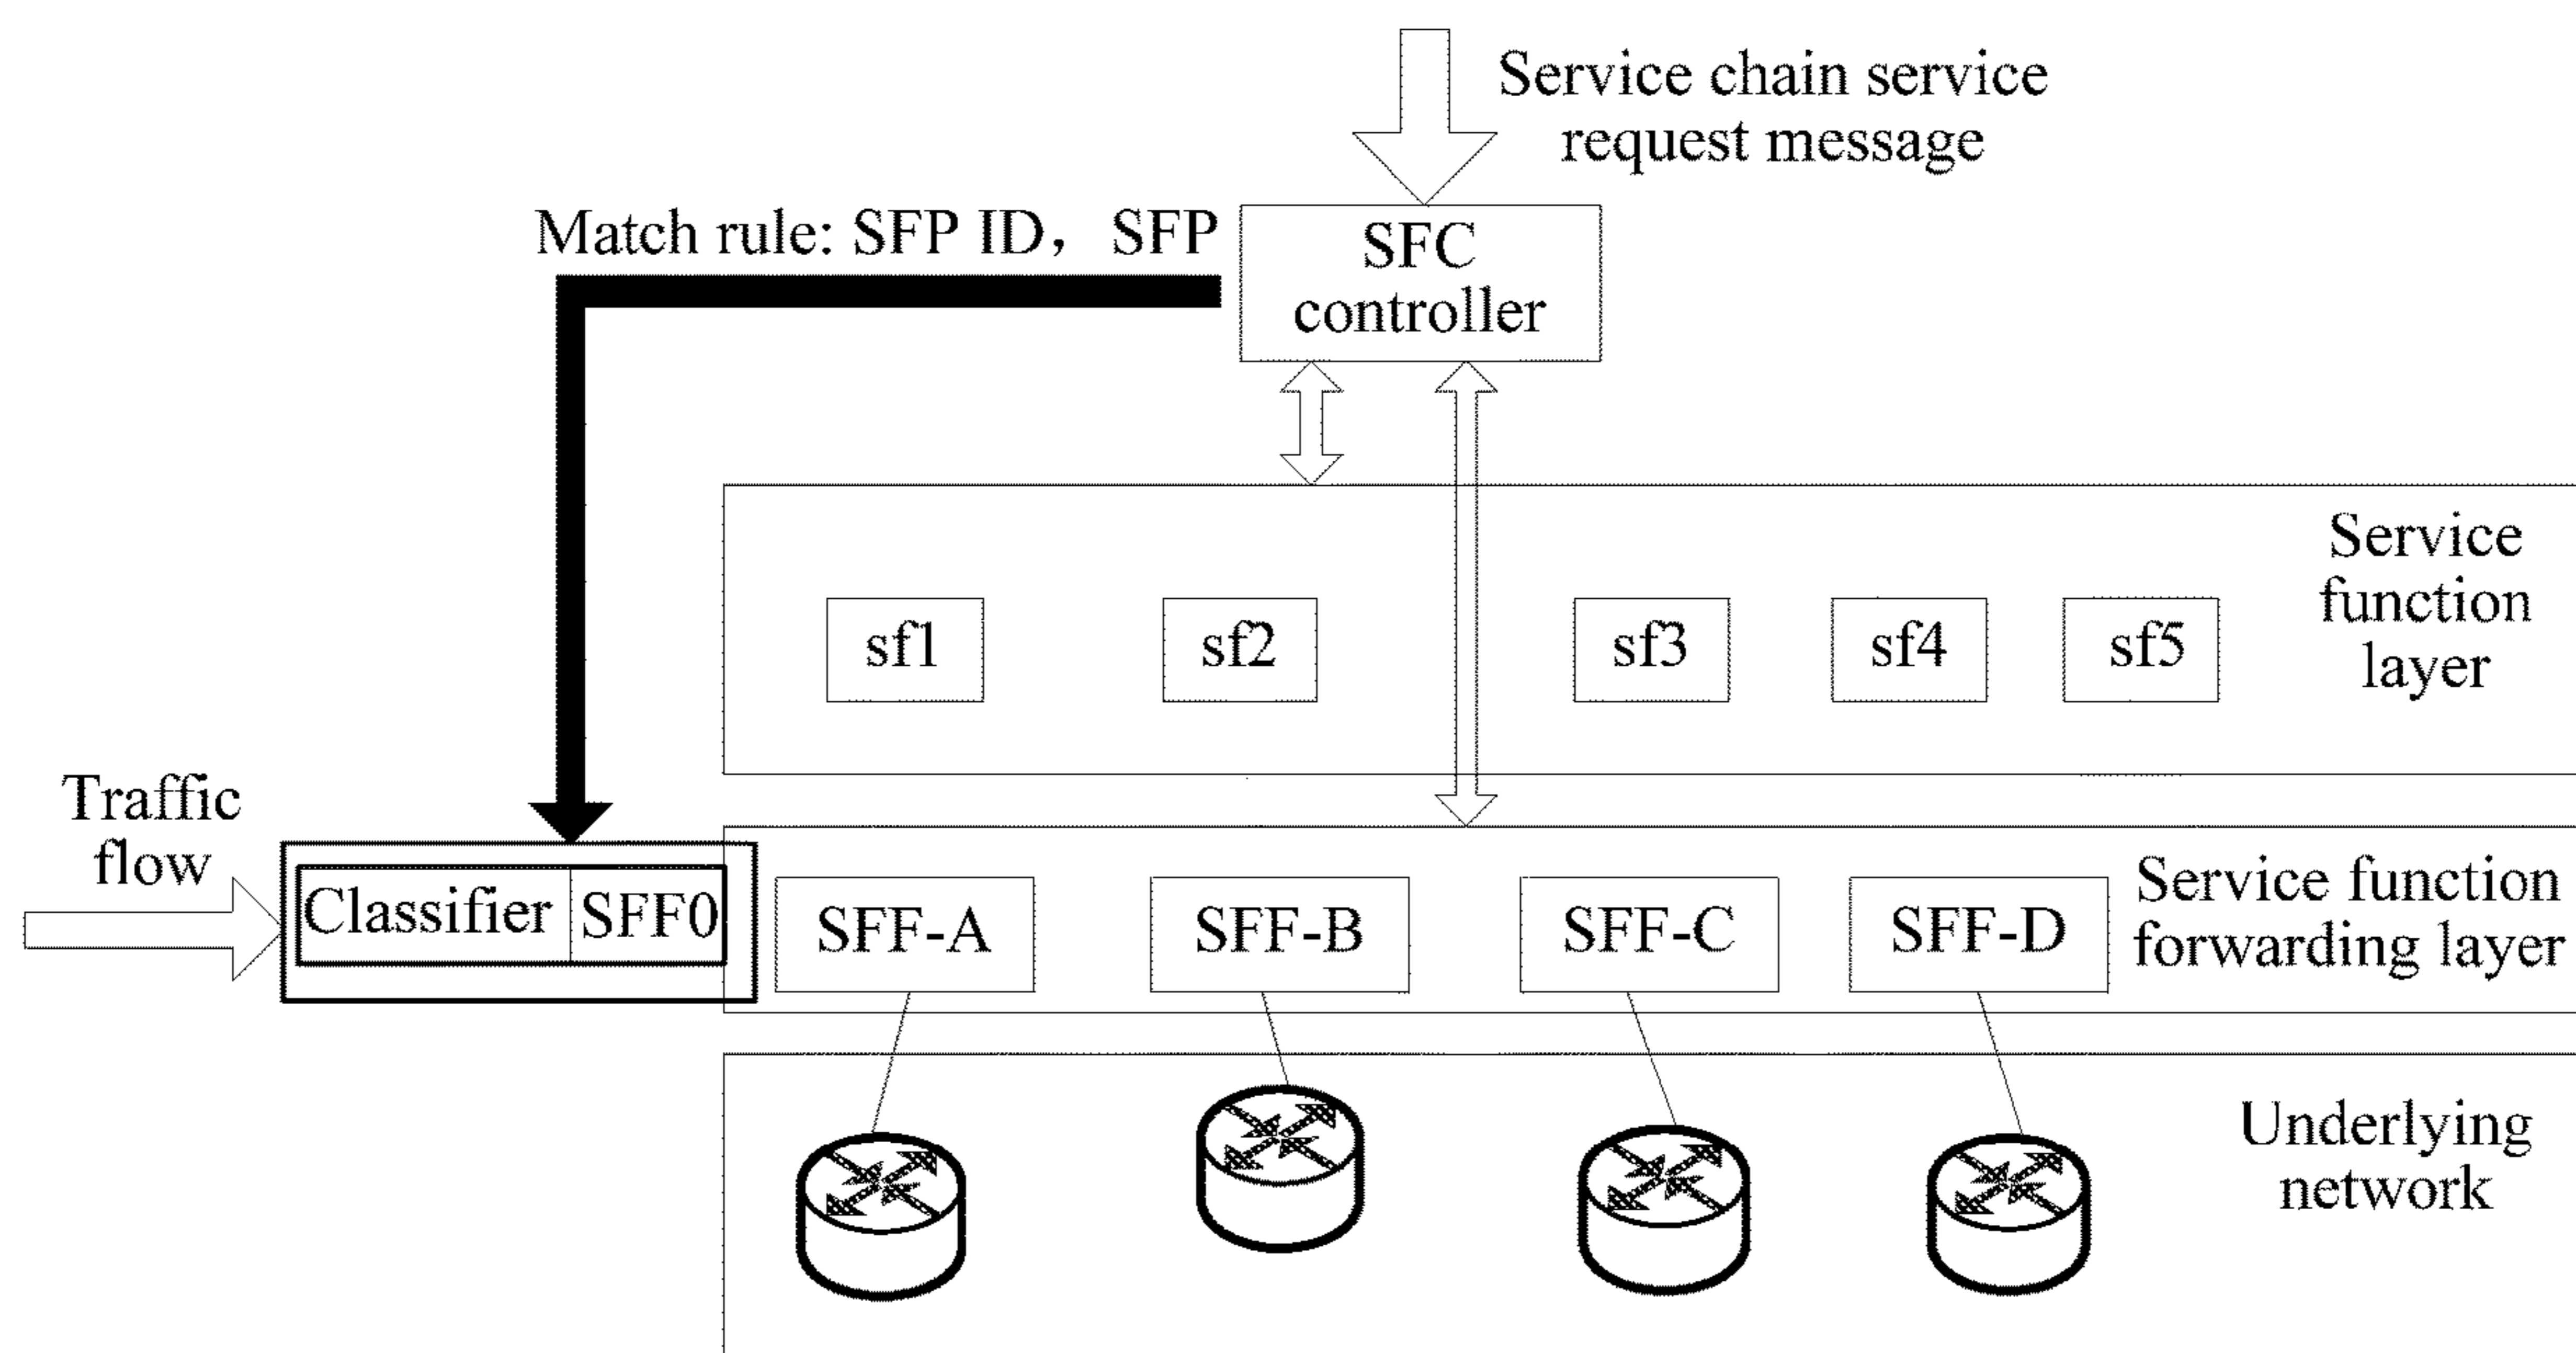 Service chain service
request message
Match rule: SFP ID, SFP
SFC
controller
Service
function
layer
sf1
sf2
sf3
sf4
sf5
Traffic
flow
Classifier
SFF0
SFF-A
SFF-B
SFF-C
SFF-D
Service function
forwarding layer
Underlying
network